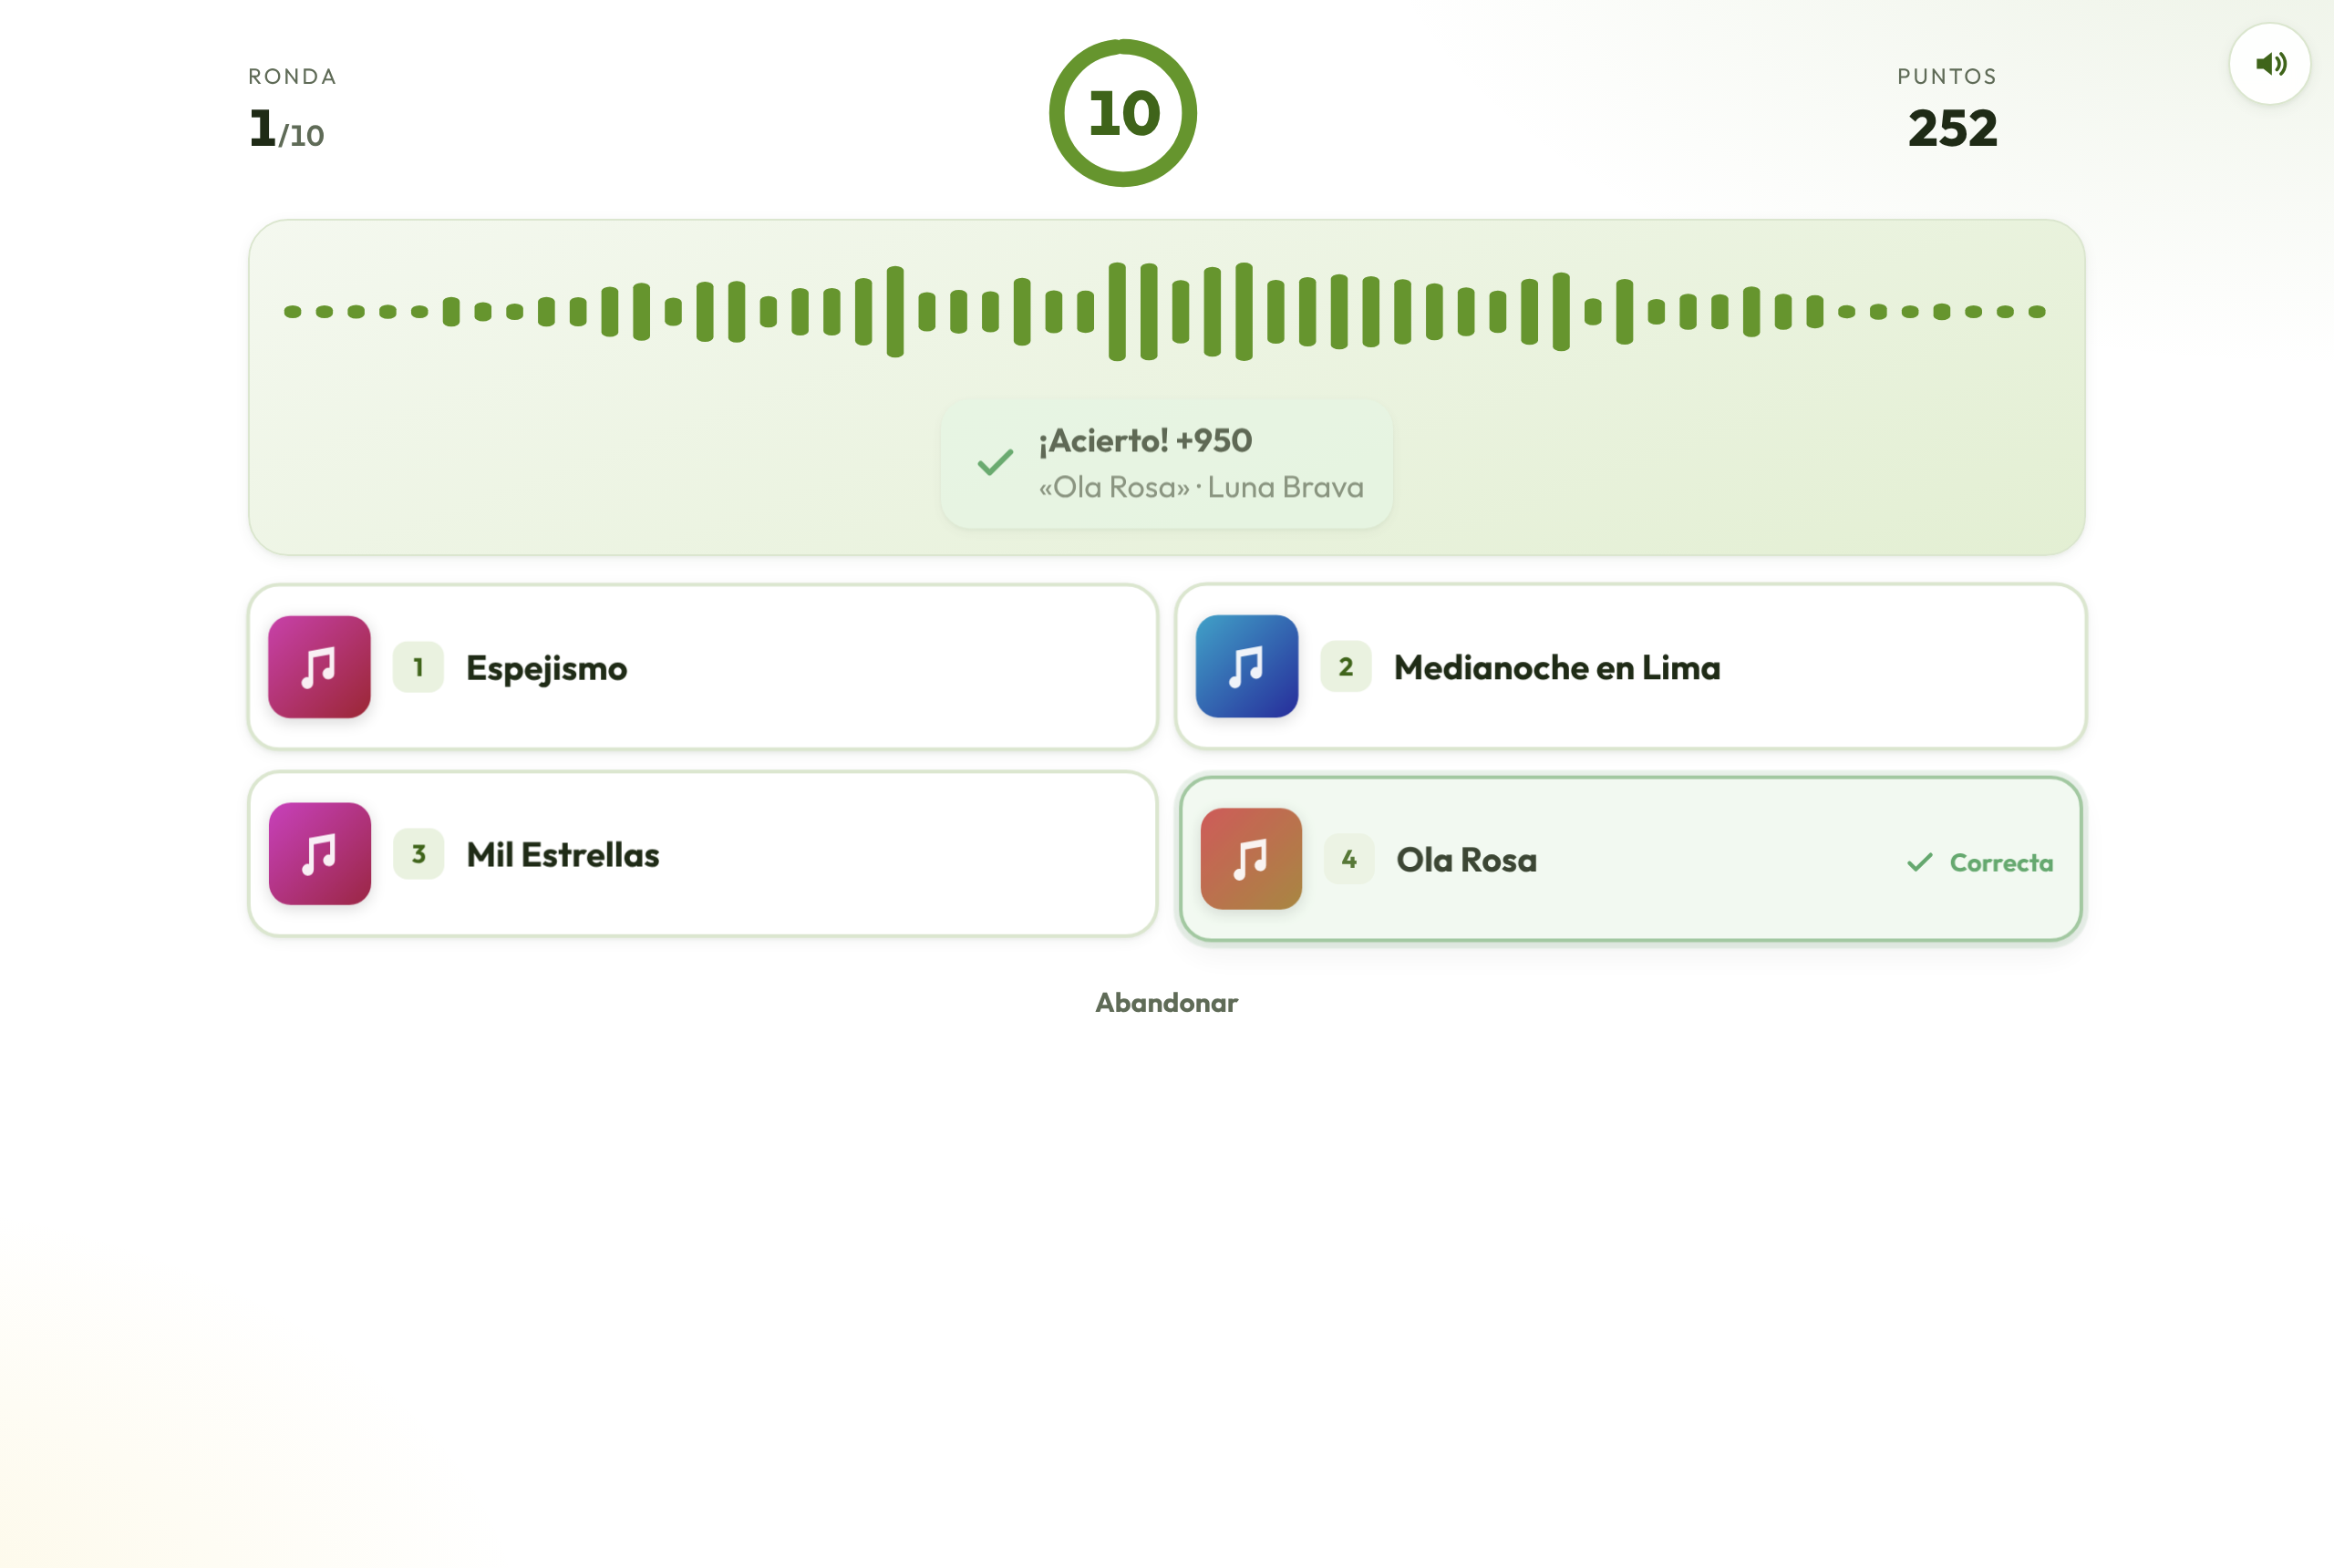 RONDA
1/10
10
PUNTOS
252
¡Acierto! +950
«Ola Rosa» · Luna Brava
1 Espejismo
2 Medianoche en Lima
3 Mil Estrellas
4 Ola Rosa Correcta
Abandonar